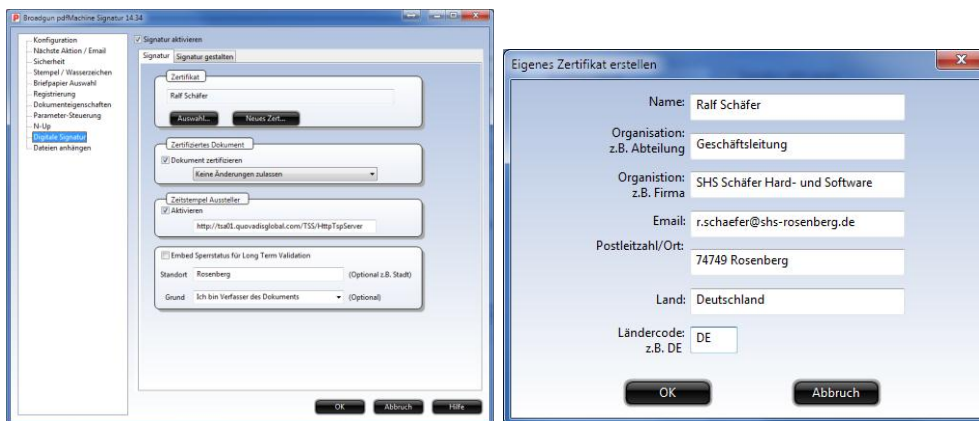 Broadgun pdfMachine Signatur 14.34
Konfiguration
Nächste Aktion / Email
Sicherheit
Stempel / Wasserzeichen
Briefpapier Auswahl
Registrierung
Dokumenteigenschaften
Parameter-Steuerung
N-Up
Digitale Signatur
Dateien anhängen
Signatur aktivieren
Signatur Signatur gestalten
Zertifikat
Ralf Schäfer
Auswahl... Neues Zert...
Zertifiziertes Dokument
Dokument zertifizieren
Keine Änderungen zulassen
Zeitstempel Aussteller
Aktivieren
http://tsa01.quovadisglobal.com/TSS/HttpTspServer
Embed Sperrstatus für Long Term Validation
Standort Rosenberg (Optional z.B. Stadt)
Grund Ich bin Verfasser des Dokuments (Optional)
OK Abbruch Hilfe
Eigenes Zertifikat erstellen
Name: Ralf Schäfer
Organisation:
z.B. Abteilung Geschäftsleitung
Organistion:
z.B. Firma SHS Schäfer Hard- und Software
Email: r.schaefer@shs-rosenberg.de
Postleitzahl/Ort:
74749 Rosenberg
Land: Deutschland
Ländercode:
z.B. DE DE
OK Abbruch